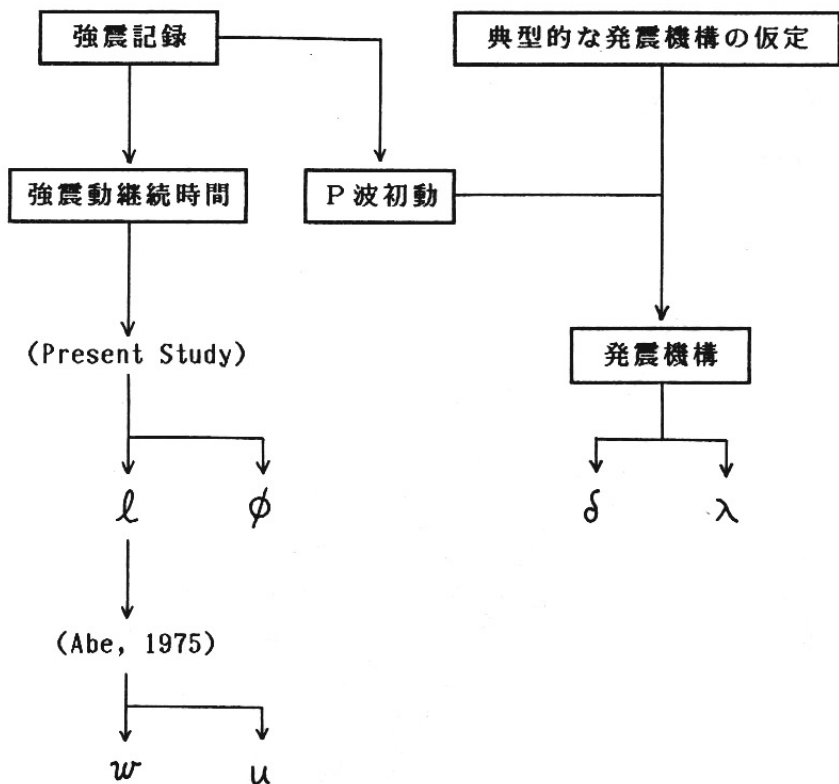 強震記録
典型的な発震機構の仮定
強震動継続時間
P波初動
(Present Study)
発震機構
ℓ
φ
δ
λ
(Abe, 1975)
w
u